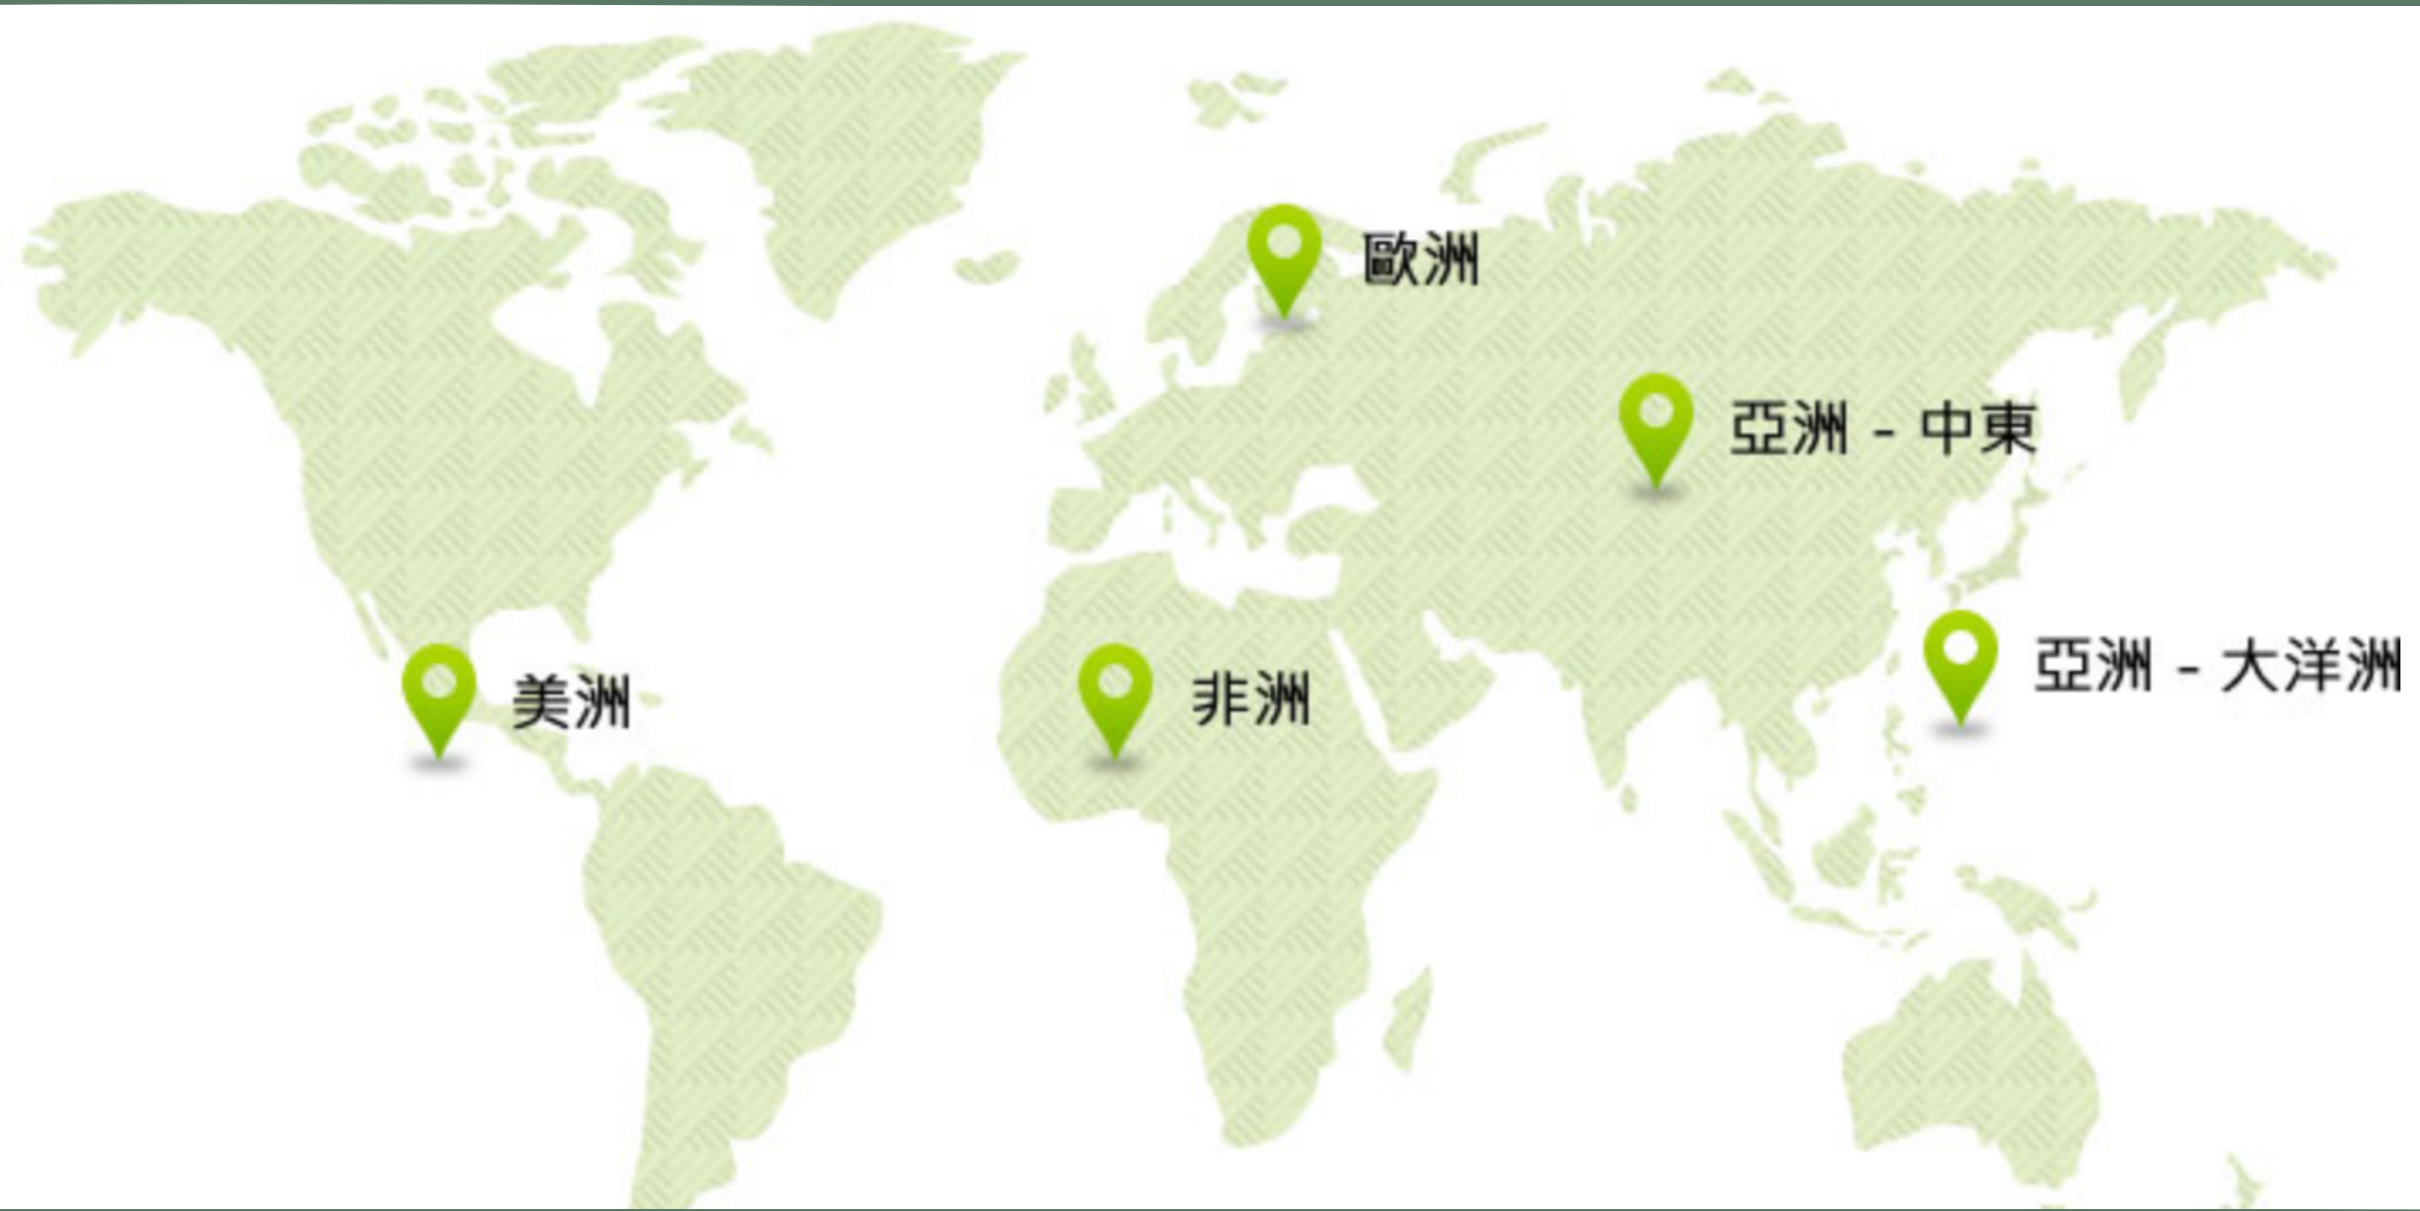 歐洲
亞洲 - 中東
亞洲 - 大洋洲
美洲
非洲